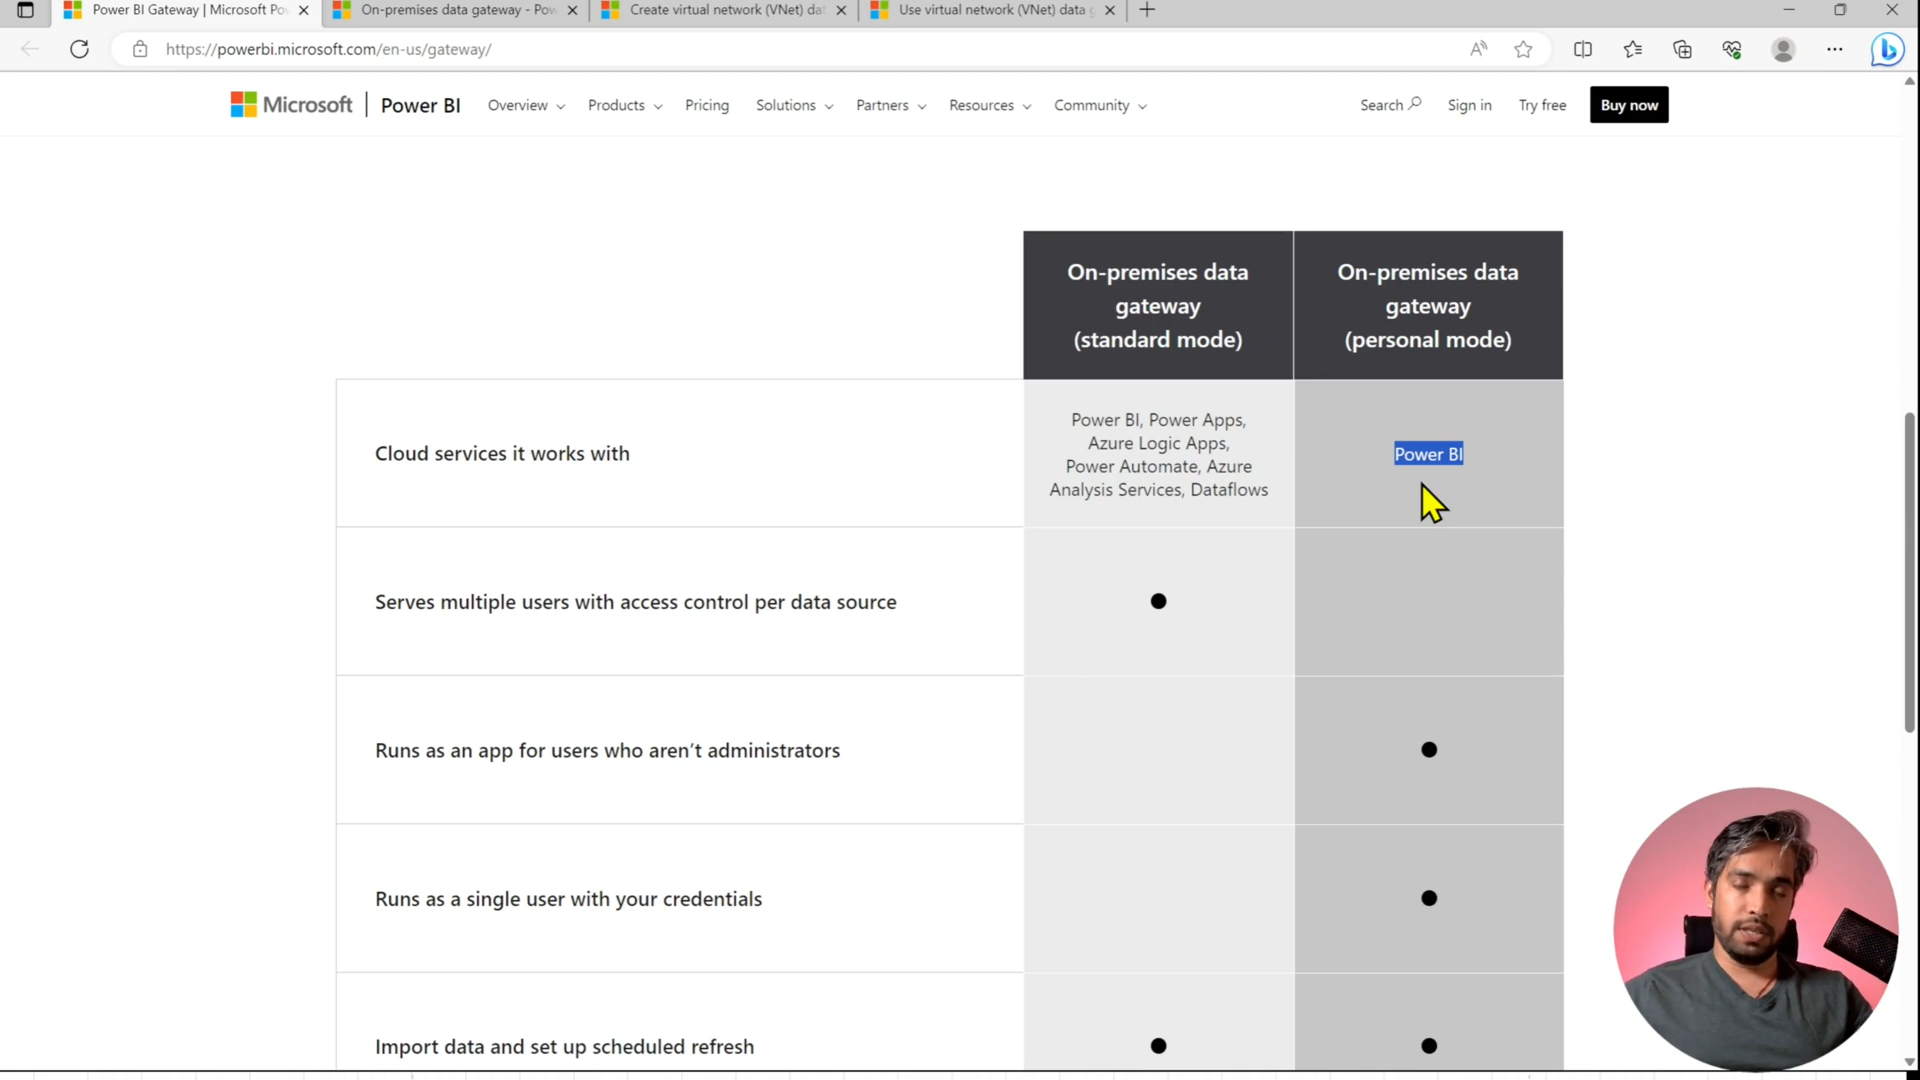 Power BI Gateway | Microsoft Po
On-premises data gateway - Pow
Create virtual network (VNet) da
Use virtual network (VNet) data g
https://powerbi.microsoft.com/en-us/gateway/
Microsoft | Power BI
Overview
Products
Pricing
Solutions
Partners
Resources
Community
Search
Sign in
Try free
Buy now
On-premises data
gateway
(standard mode)
On-premises data
gateway
(personal mode)
Cloud services it works with
Power BI, Power Apps,
Azure Logic Apps,
Power Automate, Azure
Analysis Services, Dataflows
Power BI
Serves multiple users with access control per data source
Runs as an app for users who aren’t administrators
Runs as a single user with your credentials
Import data and set up scheduled refresh